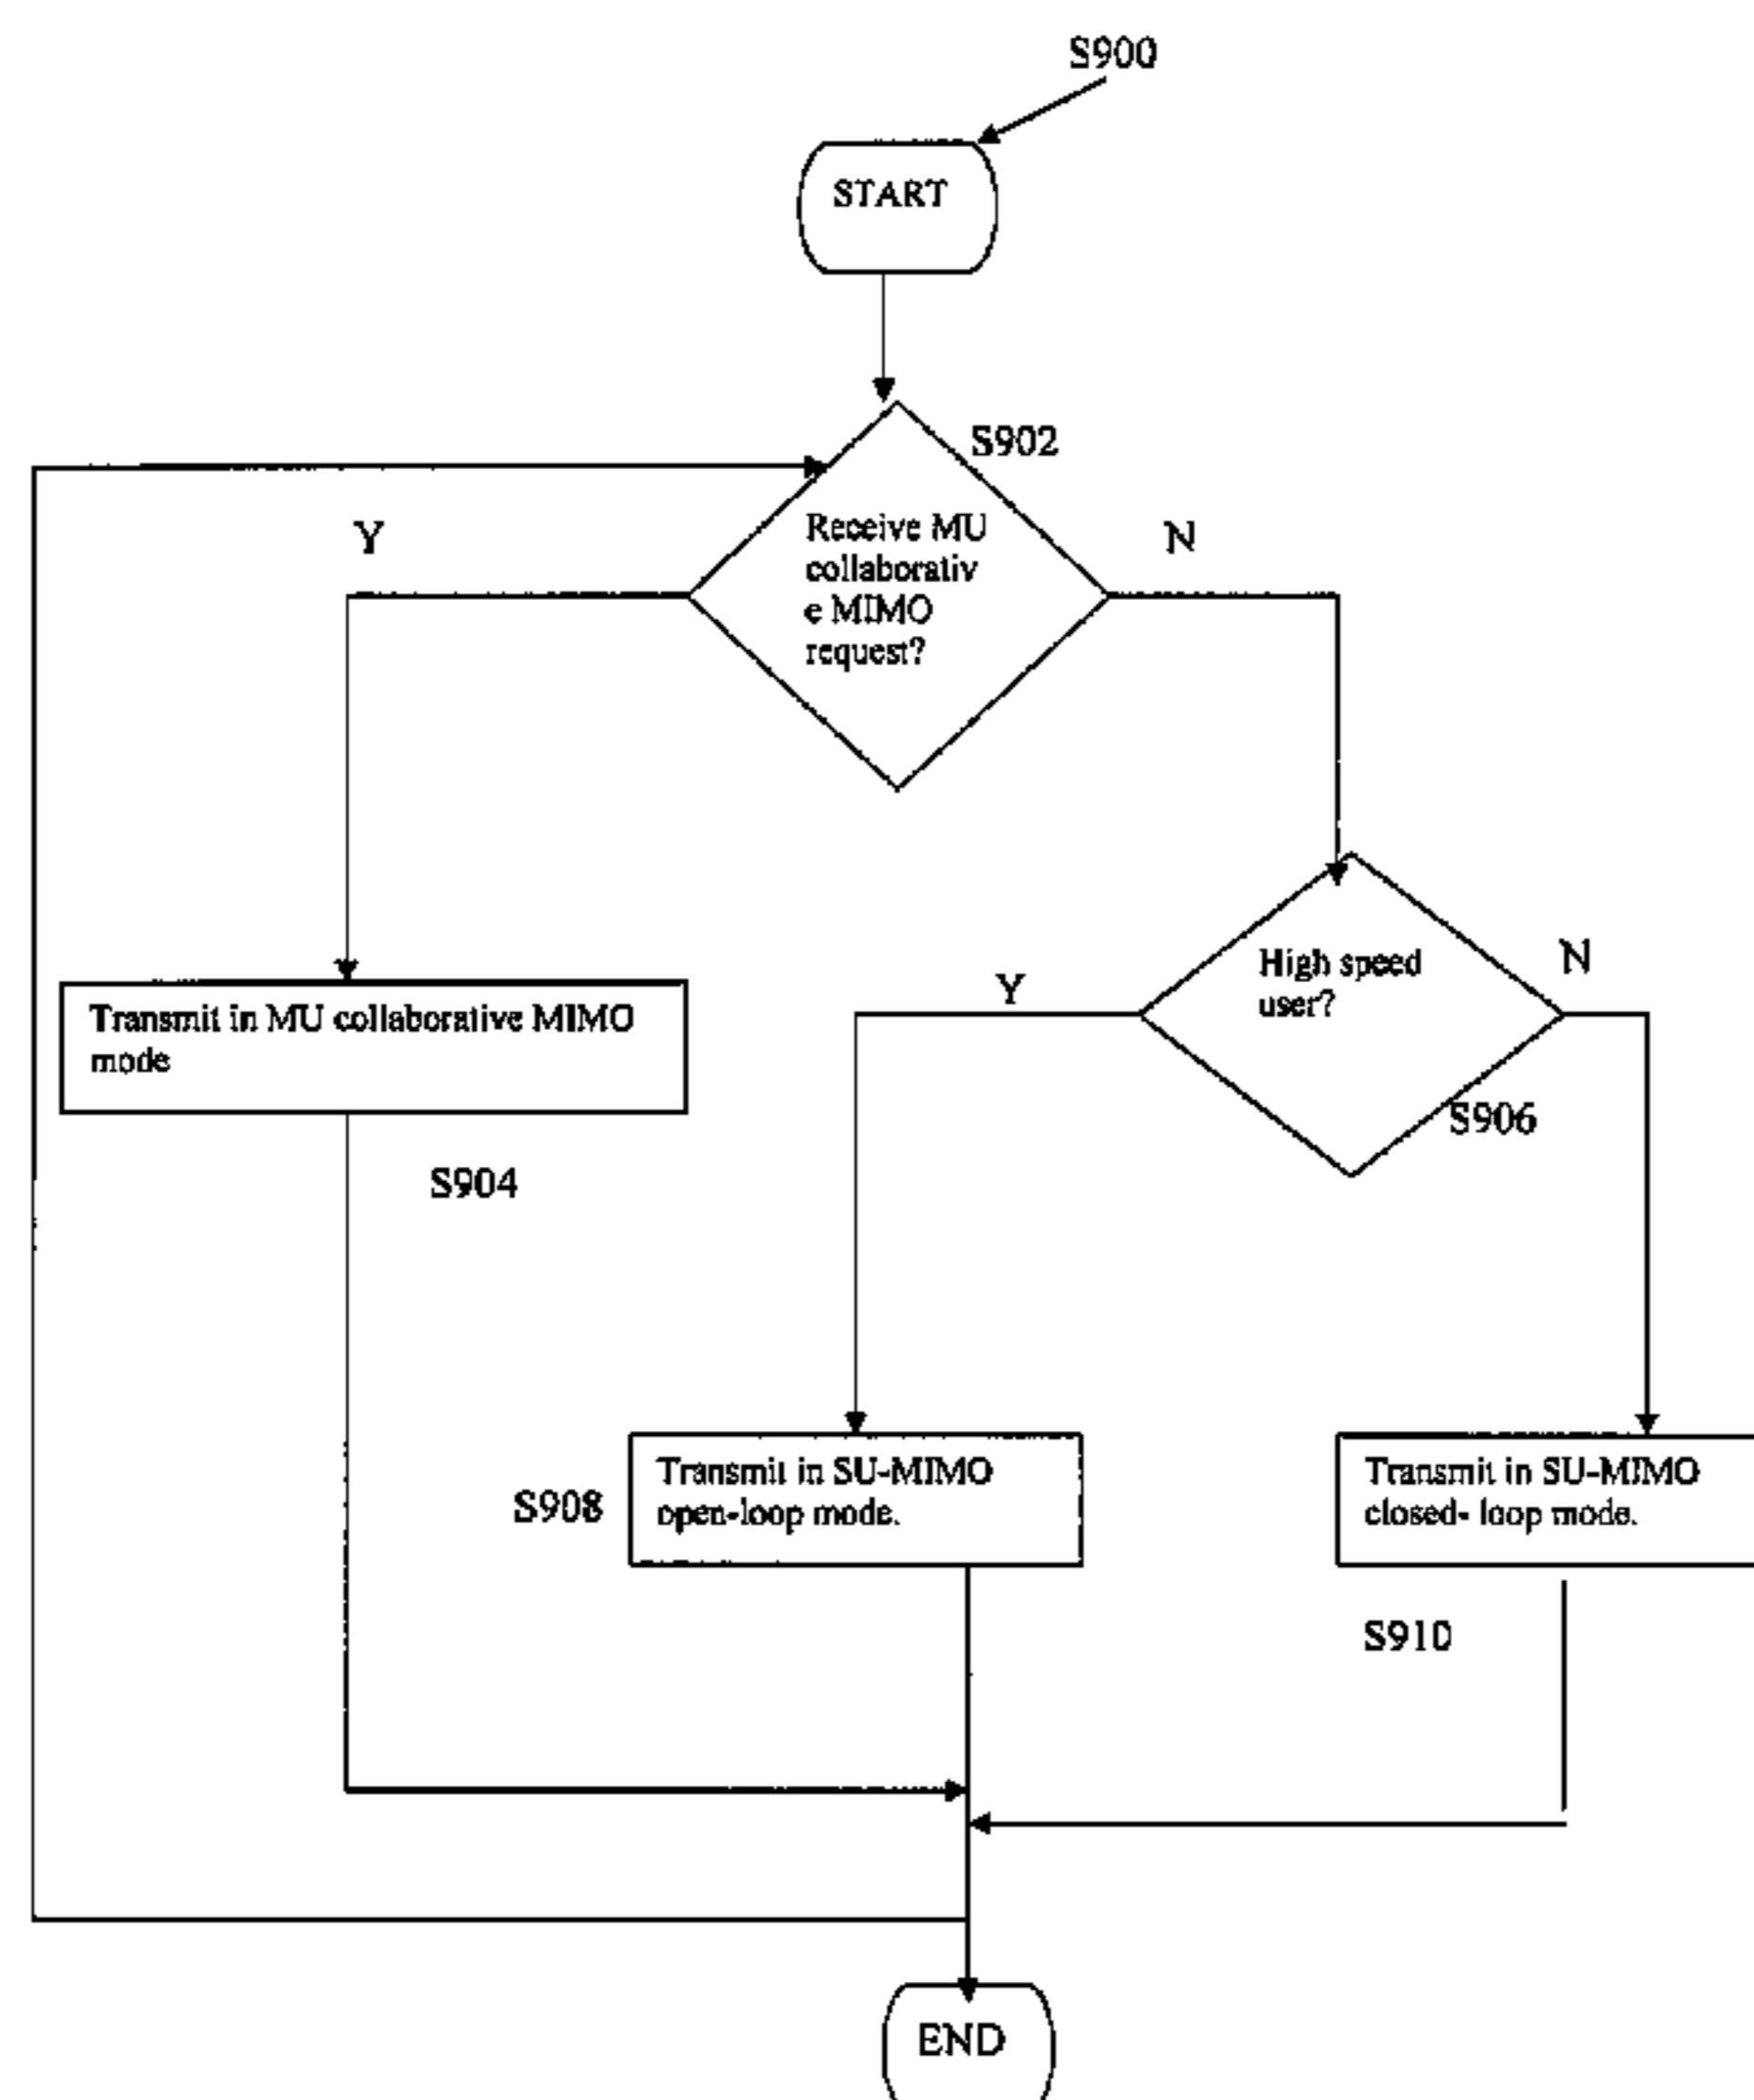 S900
START
S902
Receive MU
collaborativ
e MIMO
request?
Y
N
High speed
user?
Y
N
S906
Transmit in MU collaborative MIMO
mode
S904
Transmit in SU-MIMO
open-loop mode.
S908
Transmit in SU-MIMO
closed- loop mode.
S910
END